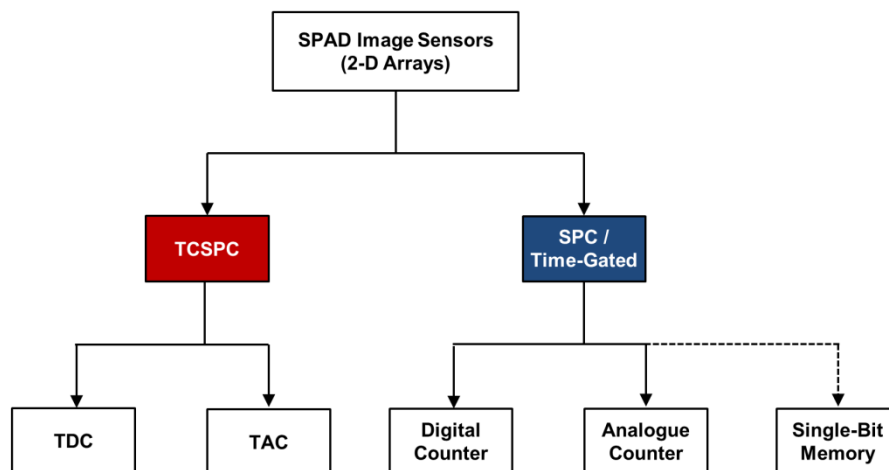 SPAD Image Sensors
(2-D Arrays)
TCSPC
SPC /
Time-Gated
TDC
TAC
Digital
Counter
Analogue
Counter
Single-Bit
Memory